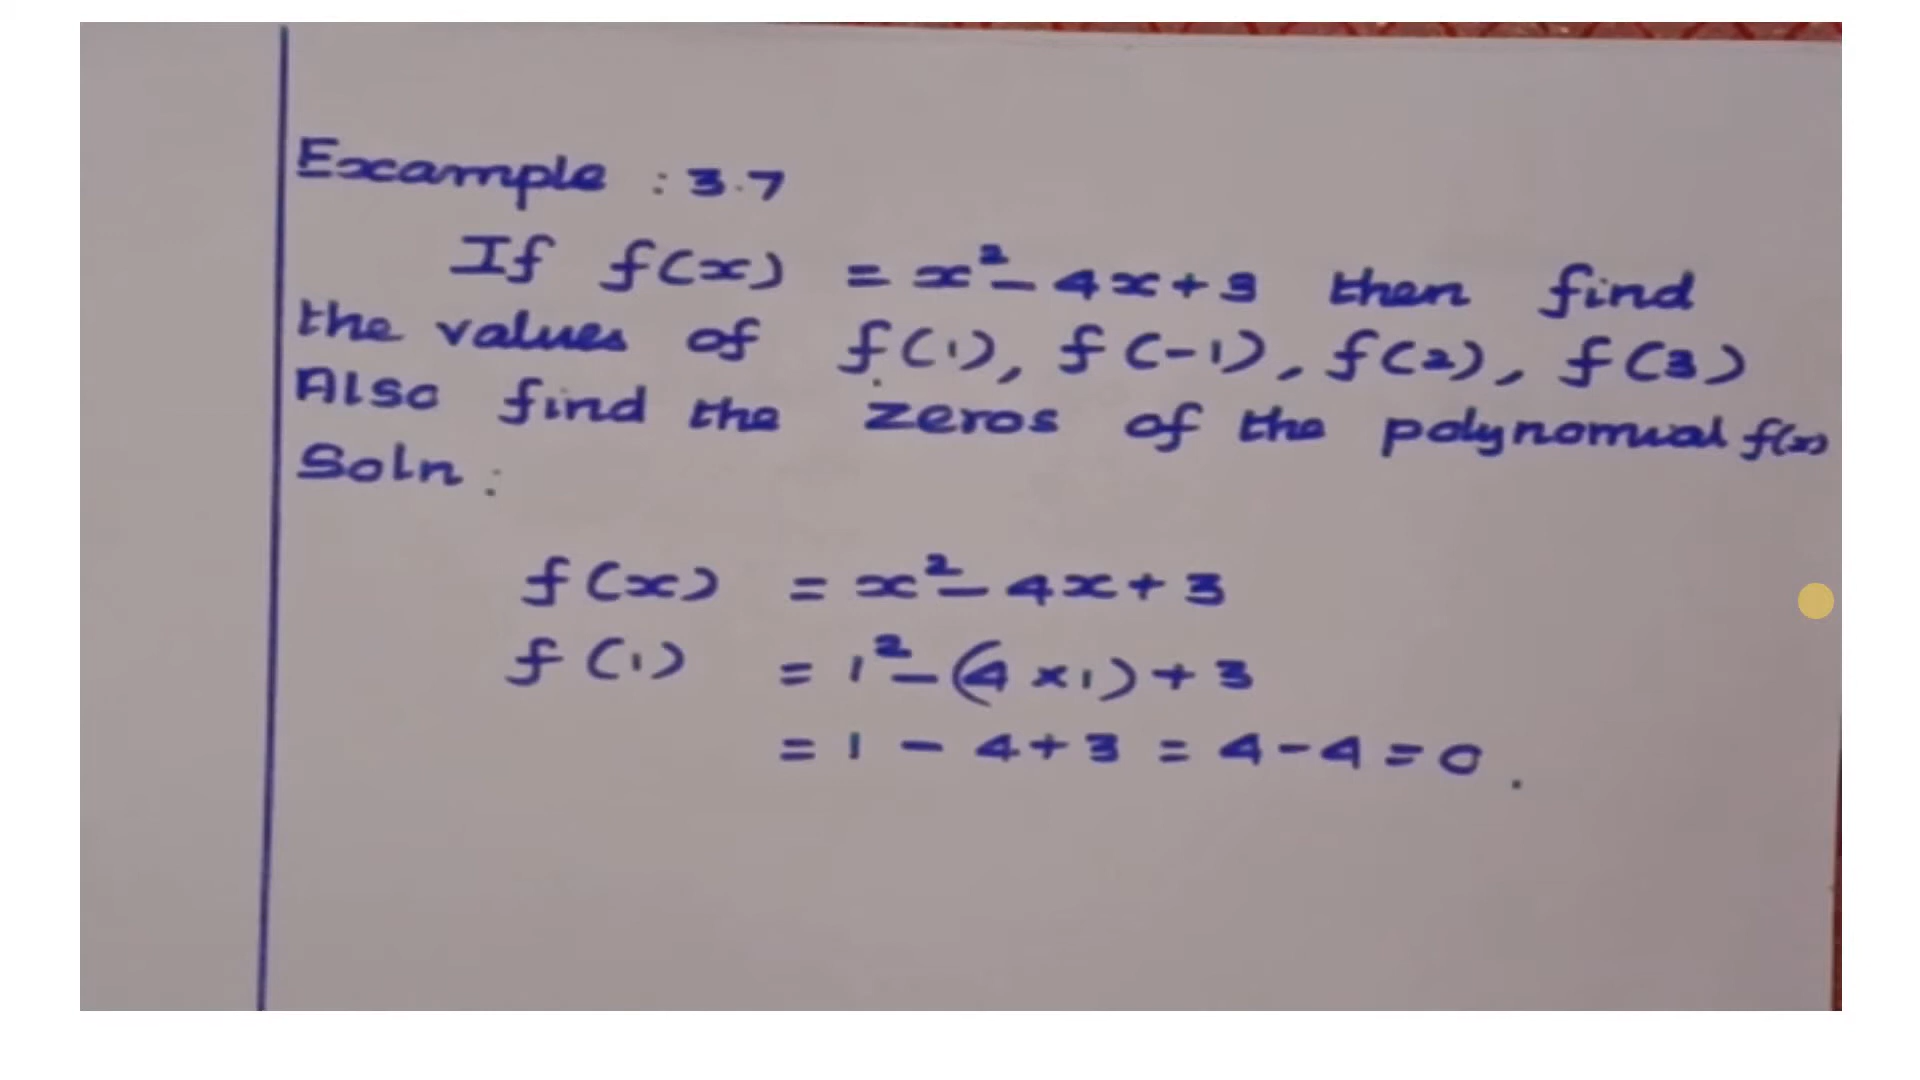 Example : 3.7
If f(x) = x² - 4x + 3 then find
the values of f(1), f(-1), f(2), f(3)
Also find the zeros of the polynomial f(x)
Soln :
f(x) = x² - 4x + 3
f(1) = 1² - (4 x 1) + 3
= 1 - 4 + 3 = 4 - 4 = 0.